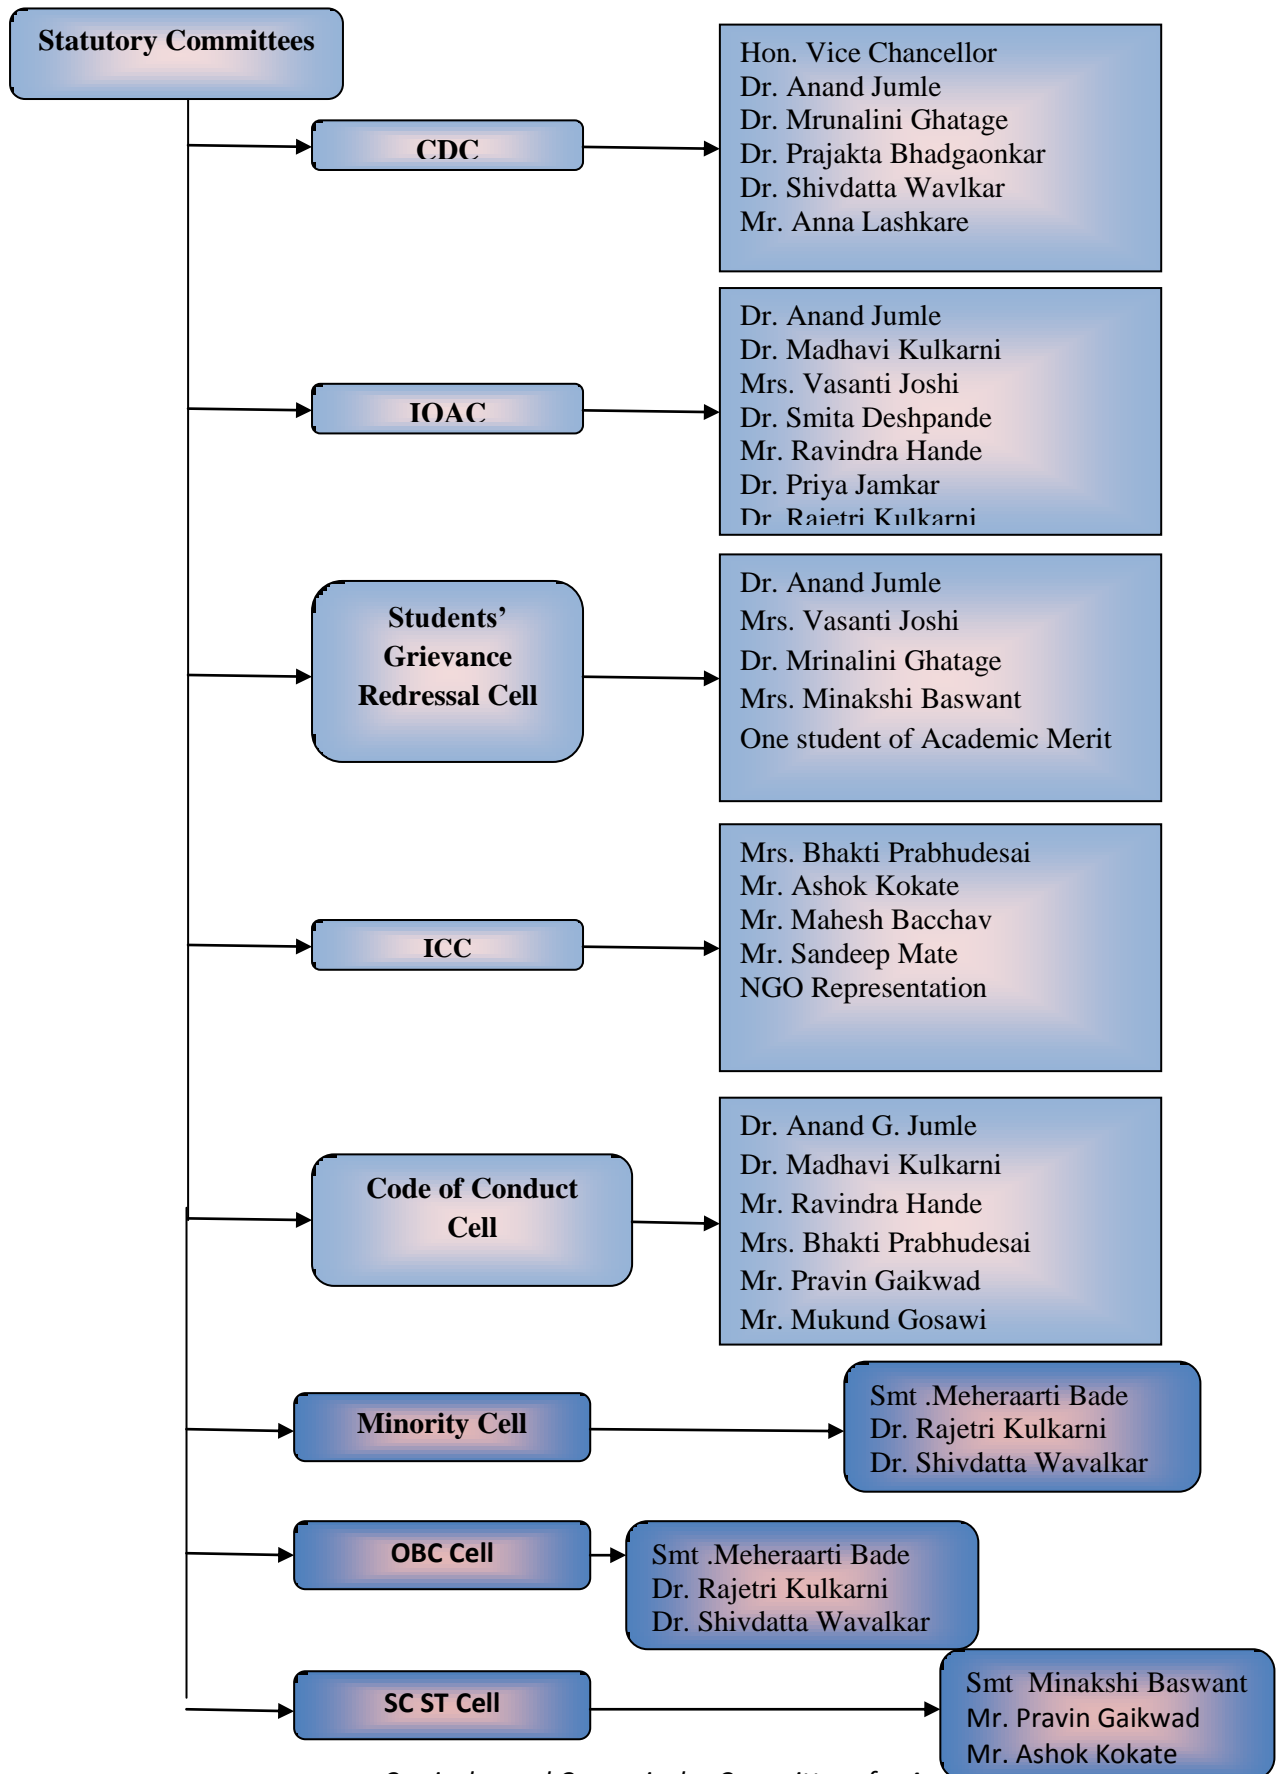 Statutory Committees
CDC
Hon. Vice Chancellor
Dr. Anand Jumle
Dr. Mrunalini Ghatage
Dr. Prajakta Bhadgaonkar
Dr. Shivdatta Wavlkar
Mr. Anna Lashkare
IQAC
Dr. Anand Jumle
Dr. Madhavi Kulkarni
Mrs. Vasanti Joshi
Dr. Smita Deshpande
Mr. Ravindra Hande
Dr. Priya Jamkar
Dr. Rajetri Kulkarni
Students’
Grievance
Redressal Cell
Dr. Anand Jumle
Mrs. Vasanti Joshi
Dr. Mrinalini Ghatage
Mrs. Minakshi Baswant
One student of Academic Merit
ICC
Mrs. Bhakti Prabhudesai
Mr. Ashok Kokate
Mr. Mahesh Bacchav
Mr. Sandeep Mate
NGO Representation
Code of Conduct
Cell
Dr. Anand G. Jumle
Dr. Madhavi Kulkarni
Mr. Ravindra Hande
Mrs. Bhakti Prabhudesai
Mr. Pravin Gaikwad
Mr. Mukund Gosawi
Minority Cell
Smt .Meheraarti Bade
Dr. Rajetri Kulkarni
Dr. Shivdatta Wavalkar
OBC Cell
Smt .Meheraarti Bade
Dr. Rajetri Kulkarni
Dr. Shivdatta Wavalkar
SC ST Cell
Smt Minakshi Baswant
Mr. Pravin Gaikwad
Mr. Ashok Kokate